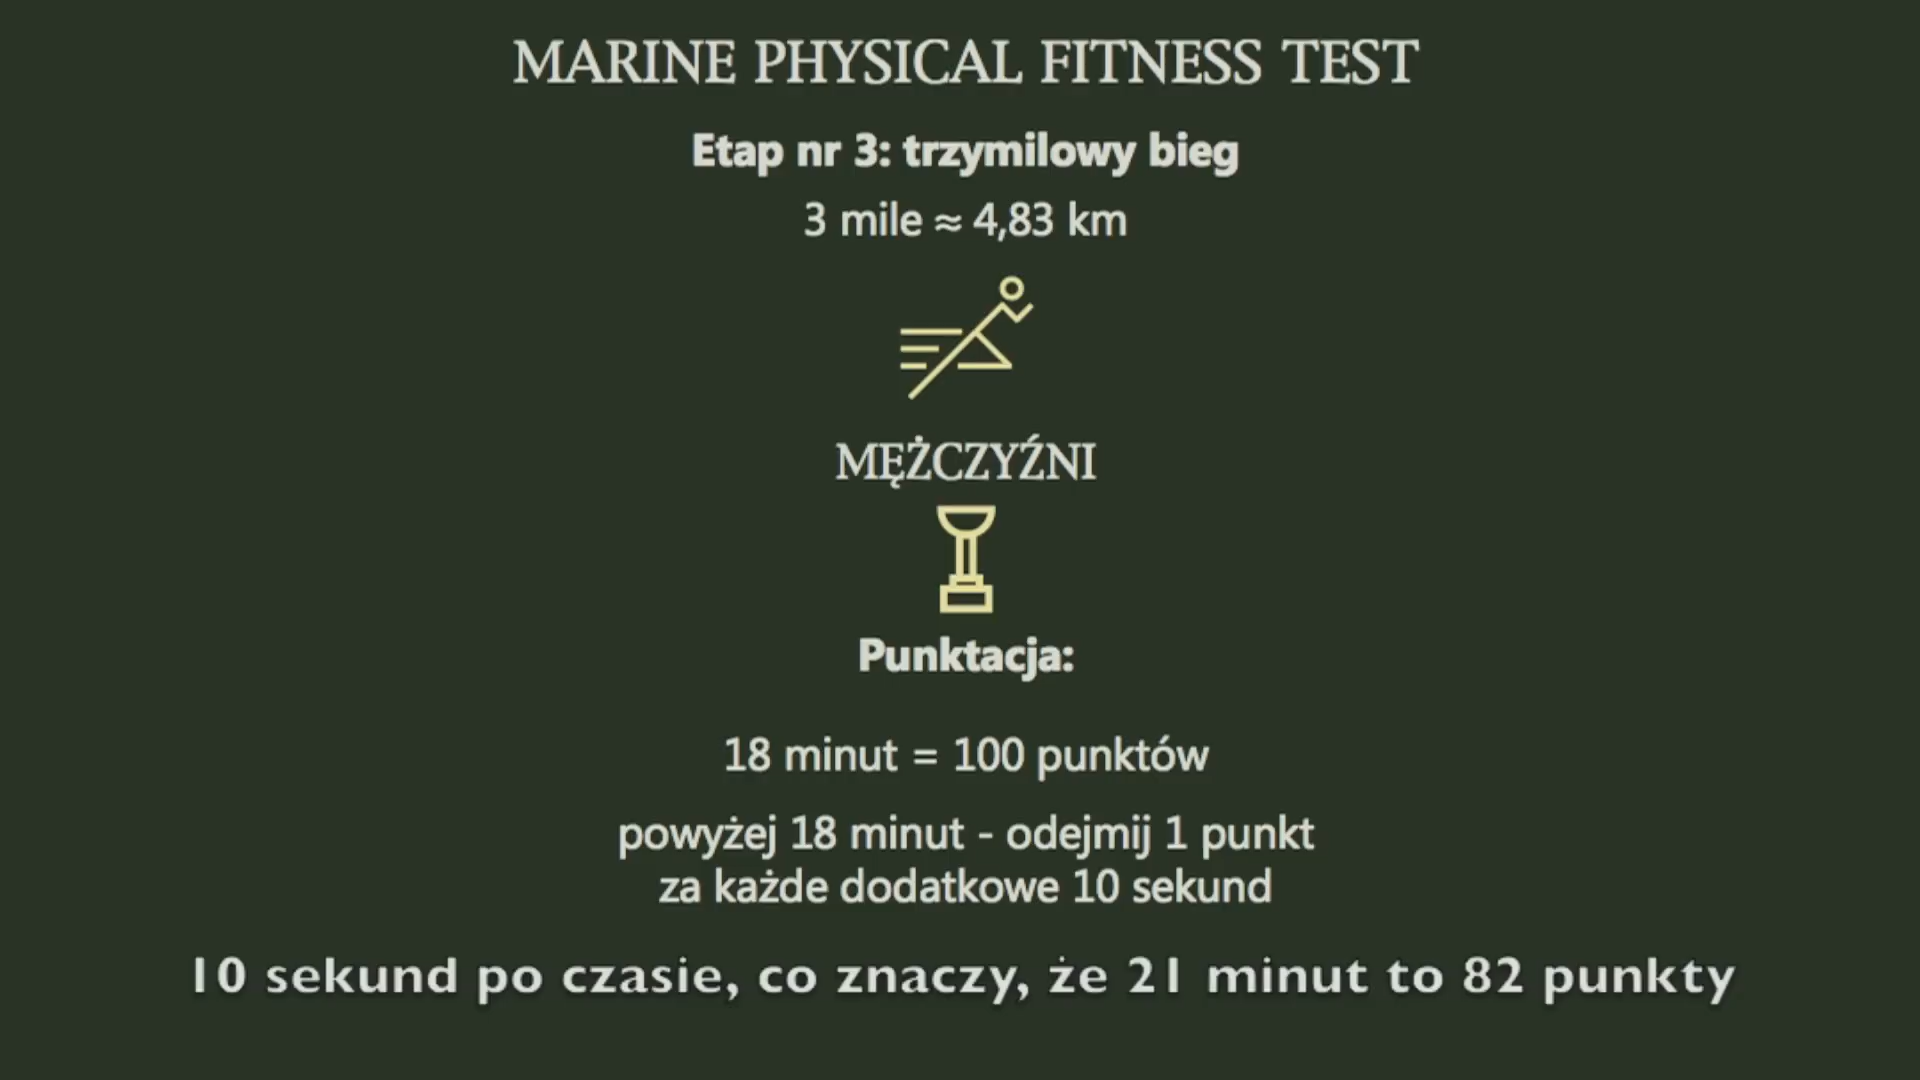 MARINE PHYSICAL FITNESS TEST
Etap nr 3: trzymilowy bieg
3 mile ≈ 4,83 km
MĘŻCZYŹNI
Punktacja:
18 minut = 100 punktów
powyżej 18 minut - odejmij 1 punkt
za każde dodatkowe 10 sekund
10 sekund po czasie, co znaczy, że 21 minut to 82 punkty